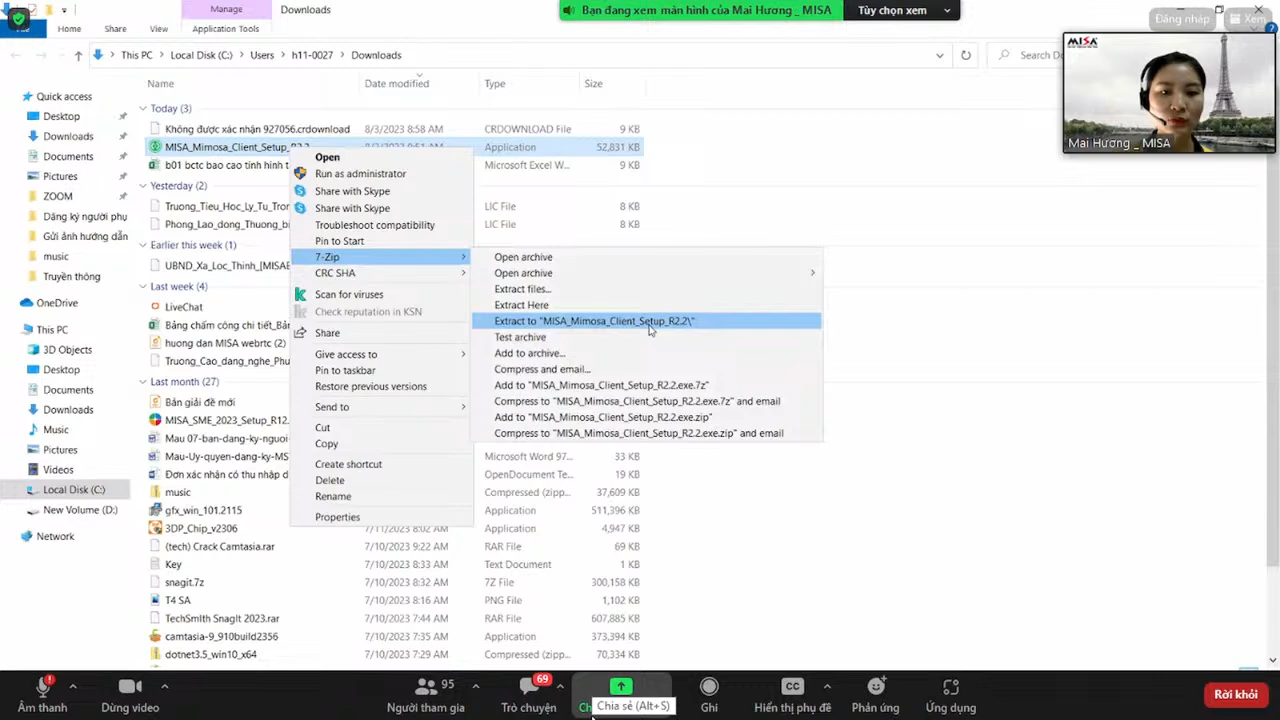 Manage
Downloads
Bạn đang xem màn hình của Mai Hương _ MISA
Tùy chọn xem
Đăng nhập
Xem
Home
Share
View
Application Tools
This PC > Local Disk (C:) > Users > h11-0027 > Downloads
Search Do
MISA
Mai Hương _ MISA
Name
Date modified
Type
Size
Quick access
Desktop
Downloads
Documents
Pictures
ZOOM
Đăng ký người phụ
Gửi ảnh hướng dẫn
music
Truyền thông
OneDrive
This PC
3D Objects
Desktop
Documents
Downloads
Music
Pictures
Videos
Local Disk (C:)
New Volume (D:)
Network
Today (3)
Không được xác nhận 927056.crdownload 8/3/2023 8:58 AM CRDOWNLOAD File 9 KB
MISA_Mimosa_Client_Setup_R2.2 8/3/2023 8:51 AM Application 52,831 KB
b01 bctc bao cao tinh hinh t Microsoft Excel W... 9 KB
Yesterday (2)
Truong_Tieu_Hoc_Ly_Tu_Tron LIC File 8 KB
Phong_Lao_dong_Thuong_bi LIC File 8 KB
Earlier this week (1)
UBND_Xa_Loc_Thinh_[MISAB
Last week (4)
LiveChat
Bảng chấm công chi tiết_Bả
huong dan MISA webrtc (2)
Truong_Cao_dang_nghe_Phu
Last month (27)
Bản giải đề mới
MISA_SME_2023_Setup_R12.
Mau 07-ban-dang-ky-nguoi-
Mau-Uy-quyen-dang-ky-MS Microsoft Word 97... 33 KB
Đơn xác nhận có thu nhập d OpenDocument Te... 19 KB
music Compressed (zipp... 37,609 KB
gfx_win_101.2115 Application 511,396 KB
3DP_Chip_v2306 7/11/2023 8:02 AM Application 4,947 KB
(tech) Crack Camtasia.rar 7/10/2023 9:22 AM RAR File 69 KB
Key 7/10/2023 8:33 AM Text Document 1 KB
snagit.7z 7/10/2023 8:32 AM 7Z File 300,158 KB
T4 SA 7/10/2023 8:16 AM PNG File 1,102 KB
TechSmIth SnagIt 2023.rar 7/10/2023 7:44 AM RAR File 607,885 KB
camtasia-9_910build2356 7/10/2023 7:35 AM Application 373,394 KB
dotnet3.5_win10_x64 7/10/2023 7:29 AM Compressed (zipp... 70,334 KB
Open
Run as administrator
Share with Skype
Share with Skype
Troubleshoot compatibility
Pin to Start
7-Zip
CRC SHA
Scan for viruses
Check reputation in KSN
Share
Give access to
Pin to taskbar
Restore previous versions
Send to
Cut
Copy
Create shortcut
Delete
Rename
Properties
Open archive
Open archive
Extract files...
Extract Here
Extract to "MISA_Mimosa_Client_Setup_R2.2\"
Test archive
Add to archive...
Compress and email...
Add to "MISA_Mimosa_Client_Setup_R2.2.exe.7z"
Compress to "MISA_Mimosa_Client_Setup_R2.2.exe.7z" and email
Add to "MISA_Mimosa_Client_Setup_R2.2.exe.zip"
Compress to "MISA_Mimosa_Client_Setup_R2.2.exe.zip" and email
95
69
CC
Âm thanh
Dừng video
Người tham gia
Trò chuyện
Chia sẻ (Alt+S)
Ghi
Hiển thị phụ đề
Phản ứng
Ứng dụng
Rời khỏi